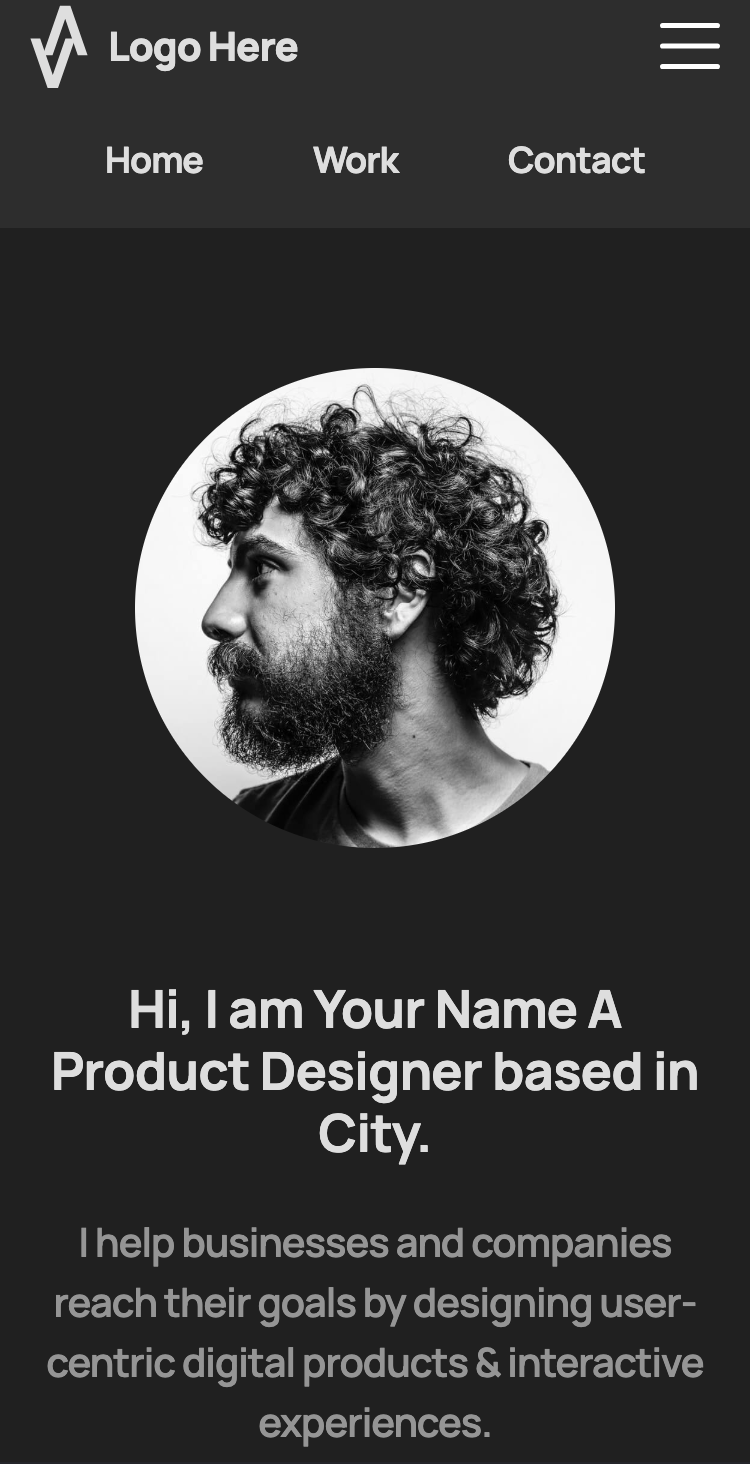 Logo Here
Home Work Contact
Hi, I am Your Name A
Product Designer based in
City.
I help businesses and companies
reach their goals by designing user-
centric digital products & interactive
experiences.